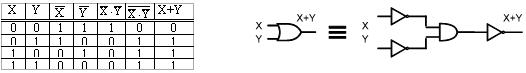 X Y X̅ Y̅ X̅·Y̅ X̅·Y̅ X+Y
0 0 1 1 1 0 0
0 1 1 0 0 1 1
1 0 0 1 0 1 1
1 1 0 0 0 1 1
X
Y
X+Y
≡
X
Y
X+Y